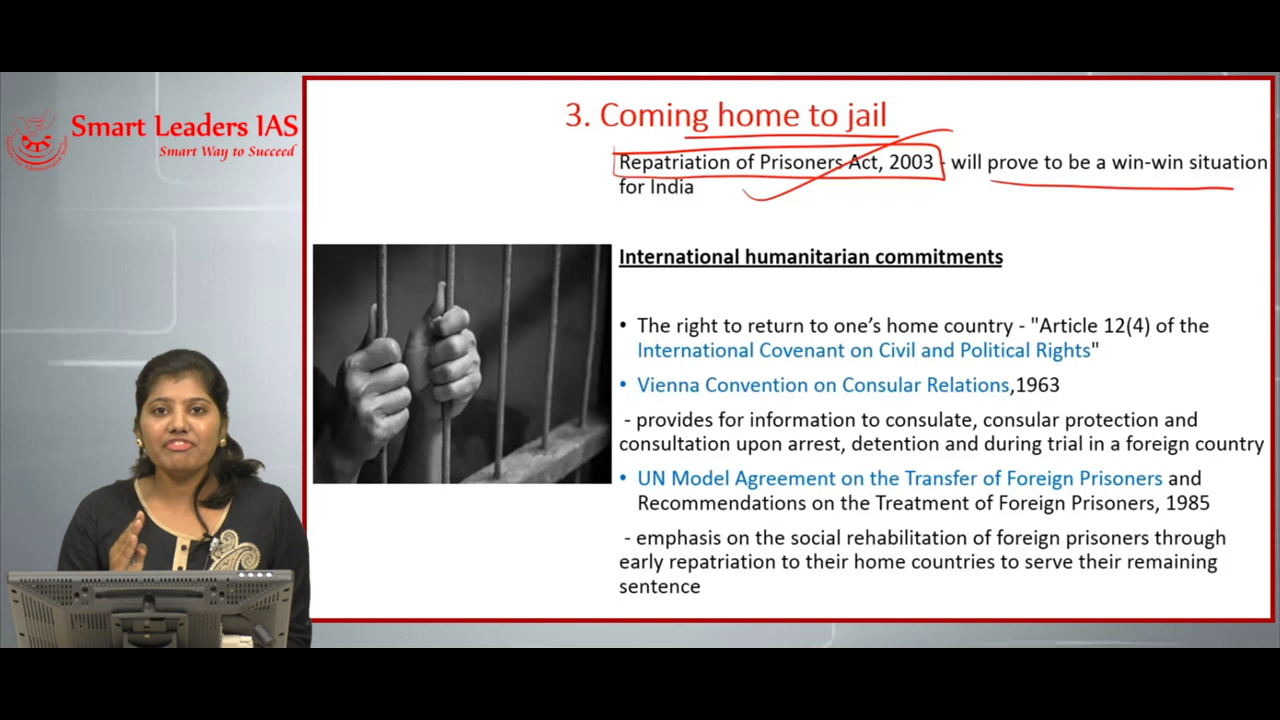 Smart Leaders IAS
Smart Way to Succeed
3. Coming home to jail
Repatriation of Prisoners Act, 2003 - will prove to be a win-win situation
for India
International humanitarian commitments
• The right to return to one’s home country - "Article 12(4) of the
International Covenant on Civil and Political Rights"
• Vienna Convention on Consular Relations,1963
- provides for information to consulate, consular protection and
consultation upon arrest, detention and during trial in a foreign country
• UN Model Agreement on the Transfer of Foreign Prisoners and
Recommendations on the Treatment of Foreign Prisoners, 1985
- emphasis on the social rehabilitation of foreign prisoners through
early repatriation to their home countries to serve their remaining
sentence